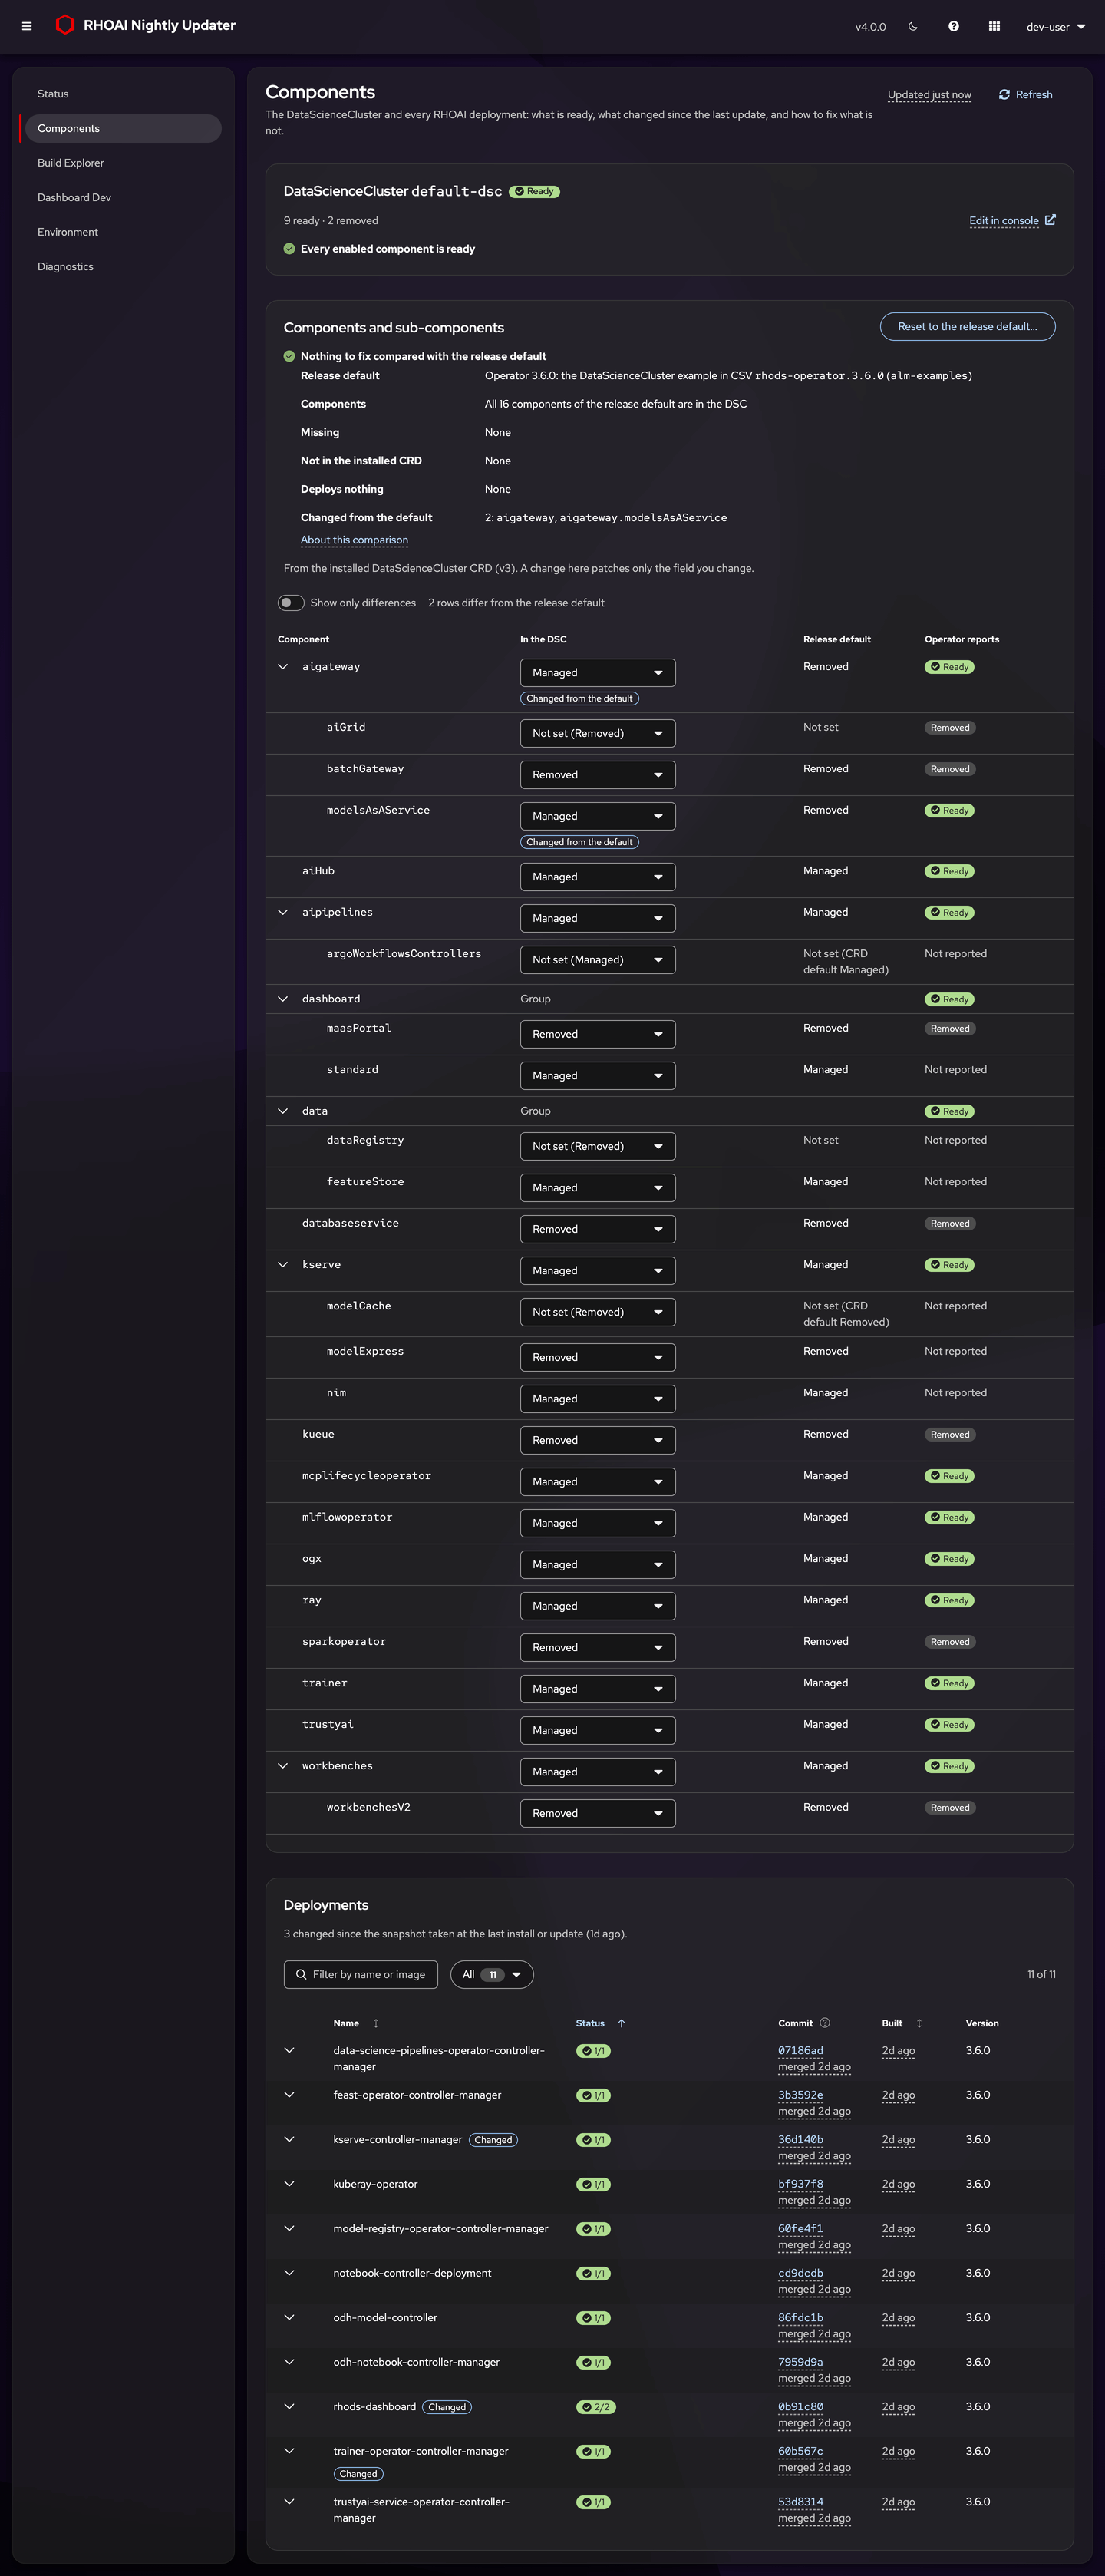 RHOAI Nightly Updater
v4.0.0
dev-user
Status
Components
Build Explorer
Dashboard Dev
Environment
Diagnostics
Components
Updated just now
Refresh
The DataScienceCluster and every RHOAI deployment: what is ready, what changed since the last update, and how to fix what is
not.
DataScienceCluster default-dsc Ready
9 ready · 2 removed
Edit in console
Every enabled component is ready
Components and sub-components
Reset to the release default...
Nothing to fix compared with the release default
Release default Operator 3.6.0: the DataScienceCluster example in CSV rhods-operator.3.6.0 (alm-examples)
Components All 16 components of the release default are in the DSC
Missing None
Not in the installed CRD None
Deploys nothing None
Changed from the default 2: aigateway, aigateway.modelsAsAService
About this comparison
From the installed DataScienceCluster CRD (v3). A change here patches only the field you change.
Show only differences 2 rows differ from the release default
Component In the DSC Release default Operator reports
aigateway Managed Removed Ready
Changed from the default
aiGrid Not set (Removed) Not set Removed
batchGateway Removed Removed Removed
modelsAsAService Managed Removed Ready
Changed from the default
aiHub Managed Managed Ready
aipipelines Managed Managed Ready
argoWorkflowsControllers Not set (Managed) Not set (CRD
default Managed) Not reported
dashboard Group Ready
maasPortal Removed Removed Removed
standard Managed Managed Not reported
data Group Ready
dataRegistry Not set (Removed) Not set Not reported
featureStore Managed Managed Not reported
databaseservice Removed Removed Removed
kserve Managed Managed Ready
modelCache Not set (Removed) Not set (CRD
default Removed) Not reported
modelExpress Removed Removed Not reported
nim Managed Managed Not reported
kueue Removed Removed Removed
mcplifecycleoperator Managed Managed Ready
mlflowoperator Managed Managed Ready
ogx Managed Managed Ready
ray Managed Managed Ready
sparkoperator Removed Removed Removed
trainer Managed Managed Ready
trustyai Managed Managed Ready
workbenches Managed Managed Ready
workbenchesV2 Removed Removed Removed
Deployments
3 changed since the snapshot taken at the last install or update (1d ago).
Filter by name or image
All 11
11 of 11
Name Status Commit Built Version
data-science-pipelines-operator-controller-
manager 1/1 07186ad 2d ago 3.6.0
merged 2d ago
feast-operator-controller-manager 1/1 3b3592e 2d ago 3.6.0
merged 2d ago
kserve-controller-manager Changed 1/1 36d140b 2d ago 3.6.0
merged 2d ago
kuberay-operator 1/1 bf937f8 2d ago 3.6.0
merged 2d ago
model-registry-operator-controller-manager 1/1 60fe4f1 2d ago 3.6.0
merged 2d ago
notebook-controller-deployment 1/1 cd9dcdb 2d ago 3.6.0
merged 2d ago
odh-model-controller 1/1 86fdc1b 2d ago 3.6.0
merged 2d ago
odh-notebook-controller-manager 1/1 7959d9a 2d ago 3.6.0
merged 2d ago
rhods-dashboard Changed 2/2 0b91c80 2d ago 3.6.0
merged 2d ago
trainer-operator-controller-manager 1/1 60b567c 2d ago 3.6.0
Changed merged 2d ago
trustyai-service-operator-controller-
manager 1/1 53d8314 2d ago 3.6.0
merged 2d ago